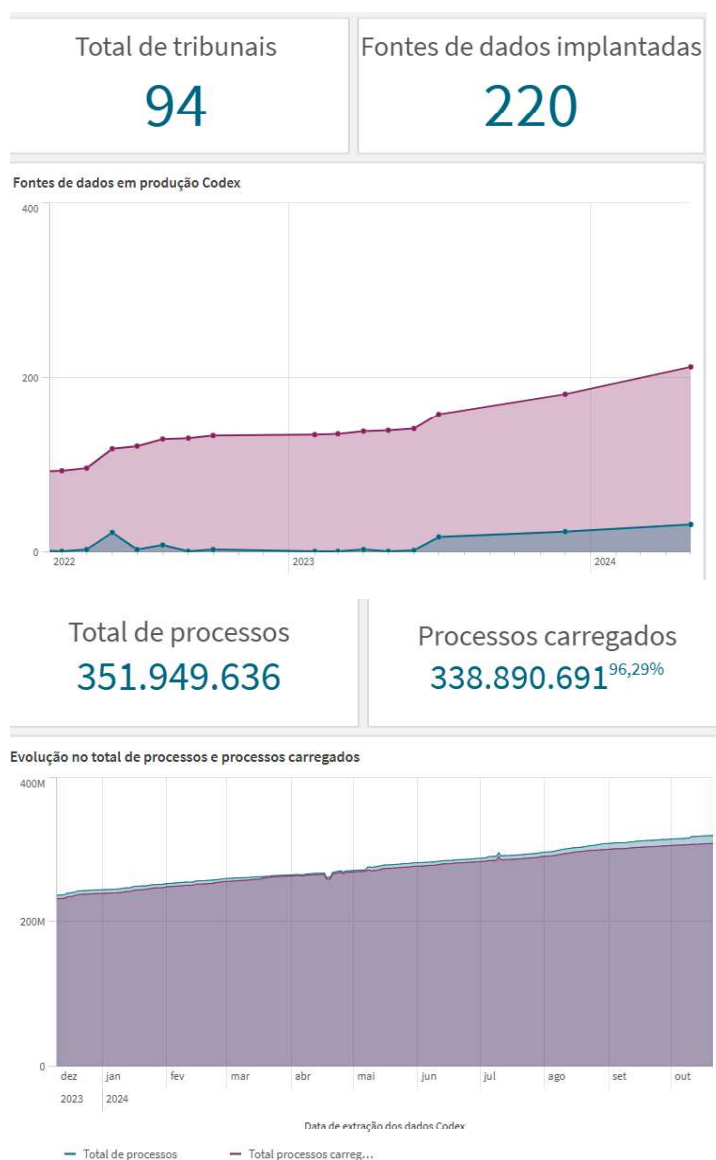 Total de tribunais
94
Fontes de dados implantadas
220
Fontes de dados em produção Codex
400
200
0
2022
2023
2024
Total de processos
351.949.636
Processos carregados
338.890.691 96,29%
Evolução no total de processos e processos carregados
400M
200M
0
dez jan fev mar abr mai jun jul ago set out
2023 2024
Data de extração dos dados Codex
Total de processos Total processos carreg...